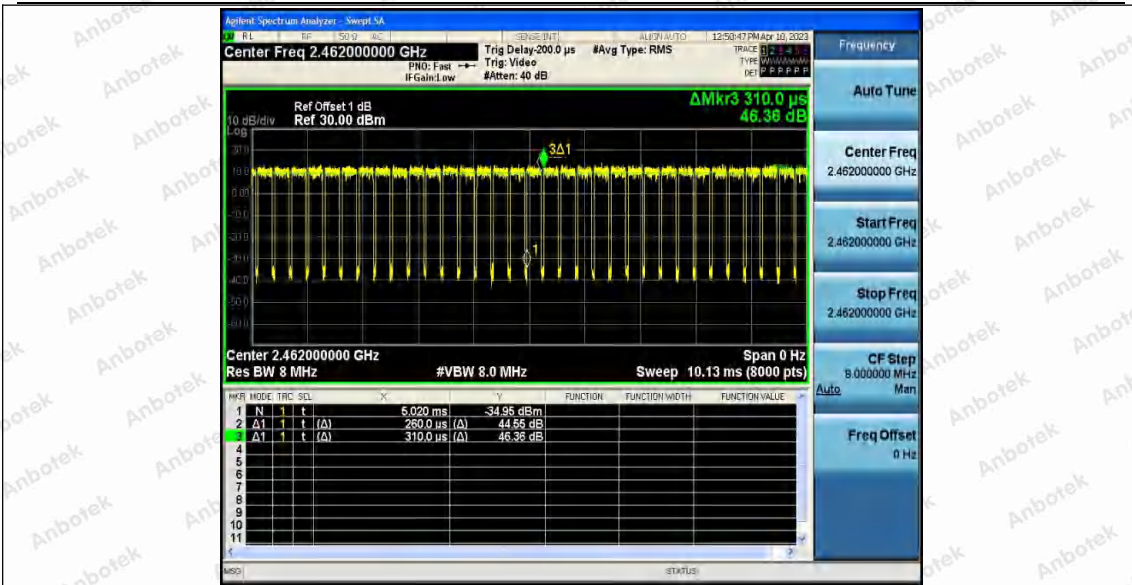 Agilent Spectrum Analyzer - Swept SA
RL RF 50 Ω AC SENSE:INT ALIGN AUTO 12:50:47 PM Apr 10, 2023
Center Freq 2.462000000 GHz
PNO: Fast
IFGain:Low
Trig Delay-200.0 µs
Trig: Video
#Atten: 40 dB
#Avg Type: RMS
TRACE 1 2 3 4 5 6
TYPE
DET P P P P P P
ΔMkr3 310.0 µs
46.36 dB
Ref Offset 1 dB
10 dB/div Ref 30.00 dBm
Log
3Δ1
1
Center 2.462000000 GHz Span 0 Hz
Res BW 8 MHz #VBW 8.0 MHz Sweep 10.13 ms (8000 pts)
MKR MODE TRC SCL X Y FUNCTION FUNCTION WIDTH FUNCTION VALUE
1 N 1 t 5.020 ms -34.95 dBm
2 Δ1 1 t (Δ) 260.0 µs (Δ) 44.55 dB
3 Δ1 1 t (Δ) 310.0 µs (Δ) 46.36 dB
4
5
6
7
8
9
10
11
MSG STATUS
Frequency
Auto Tune
Center Freq
2.462000000 GHz
Start Freq
2.462000000 GHz
Stop Freq
2.462000000 GHz
CF Step
8.000000 MHz
Auto Man
Freq Offset
0 Hz
Anbotek